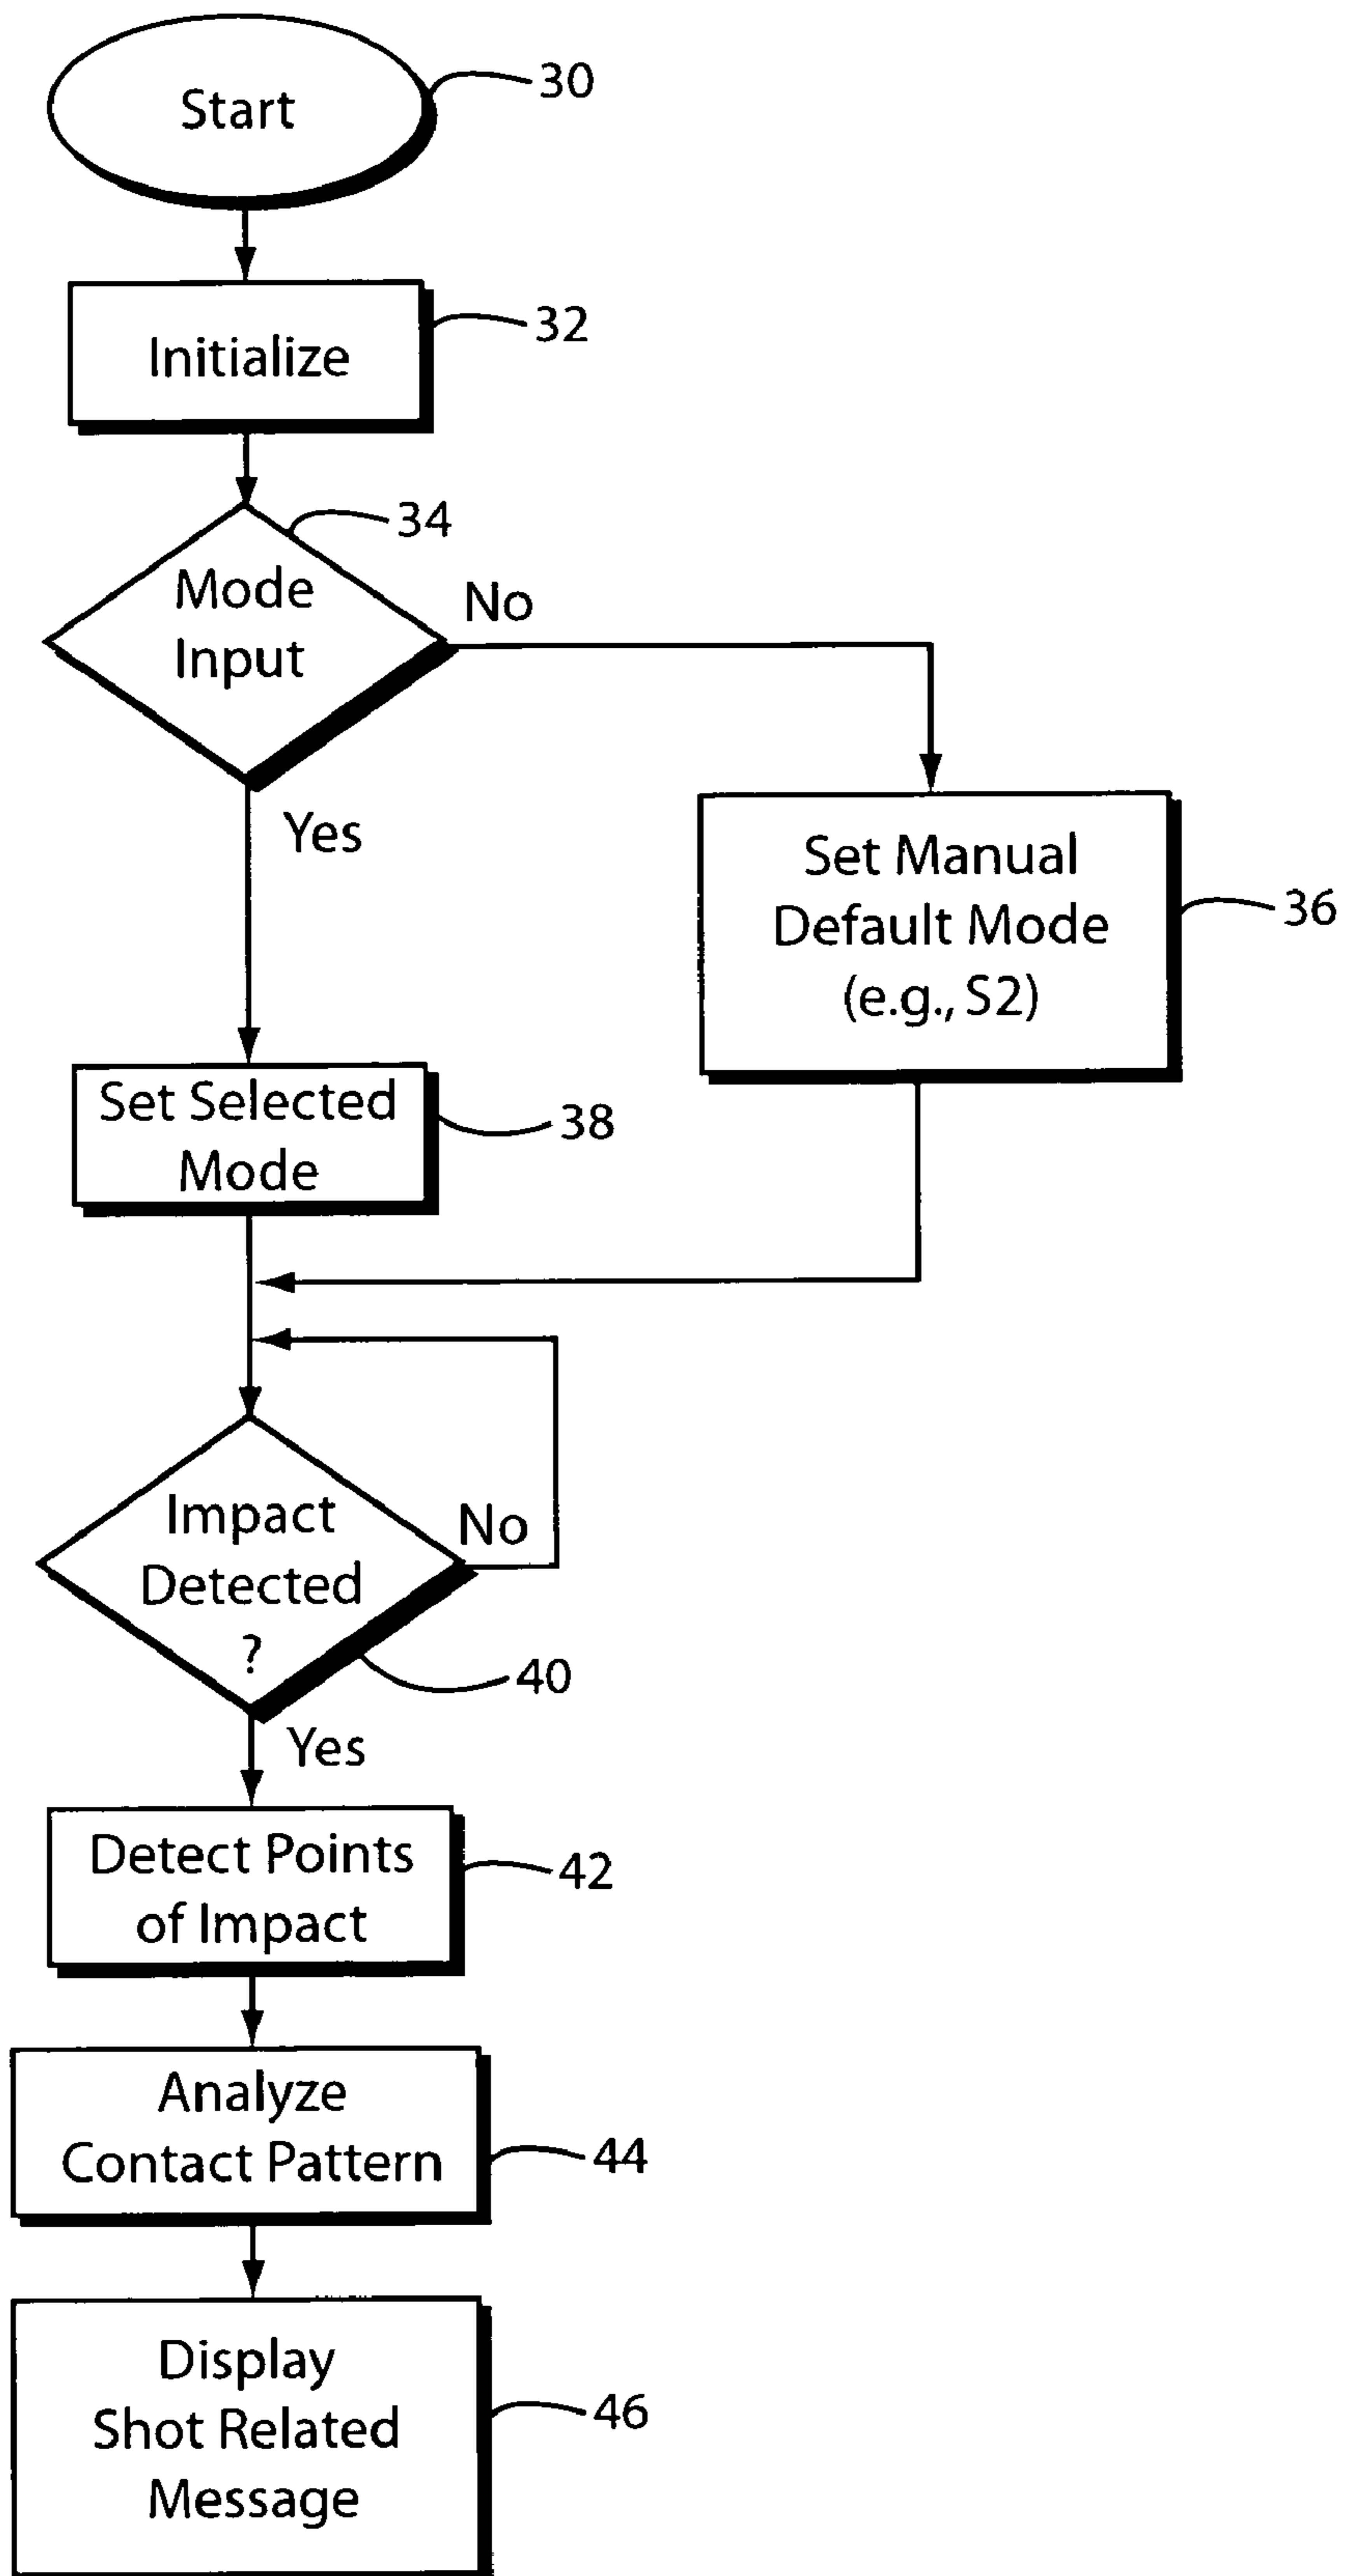 Start
30
Initialize
32
34
Mode
Input
No
Yes
Set Manual
Default Mode
(e.g., S2)
36
Set Selected
Mode
38
Impact
Detected
?
No
40
Yes
Detect Points
of Impact
42
Analyze
Contact Pattern
44
Display
Shot Related
Message
46